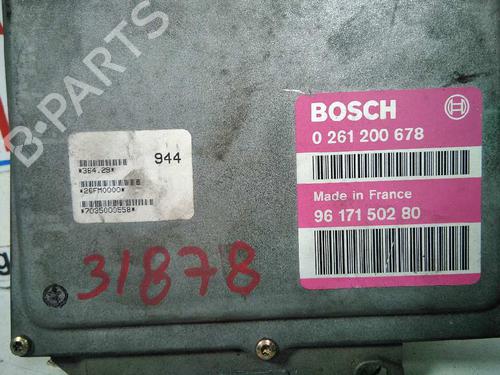 B-PARTS
944
*364.29*
*26FM0000*
*7035000558*
31878
BOSCH
0 261 200 678
Made in France
96 171 502 80